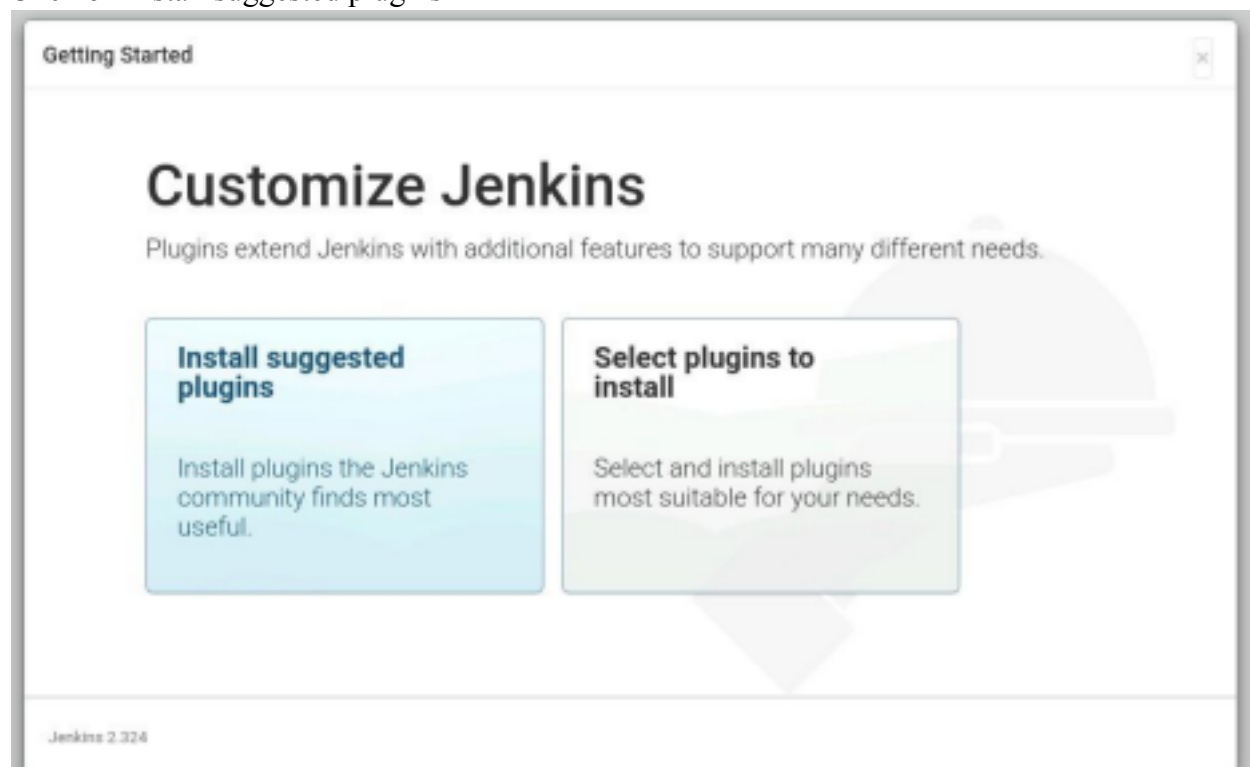 Getting Started
Customize Jenkins
Plugins extend Jenkins with additional features to support many different needs.
Install suggested
plugins
Install plugins the Jenkins
community finds most
useful.
Select plugins to
install
Select and install plugins
most suitable for your needs.
Jenkins 2.324